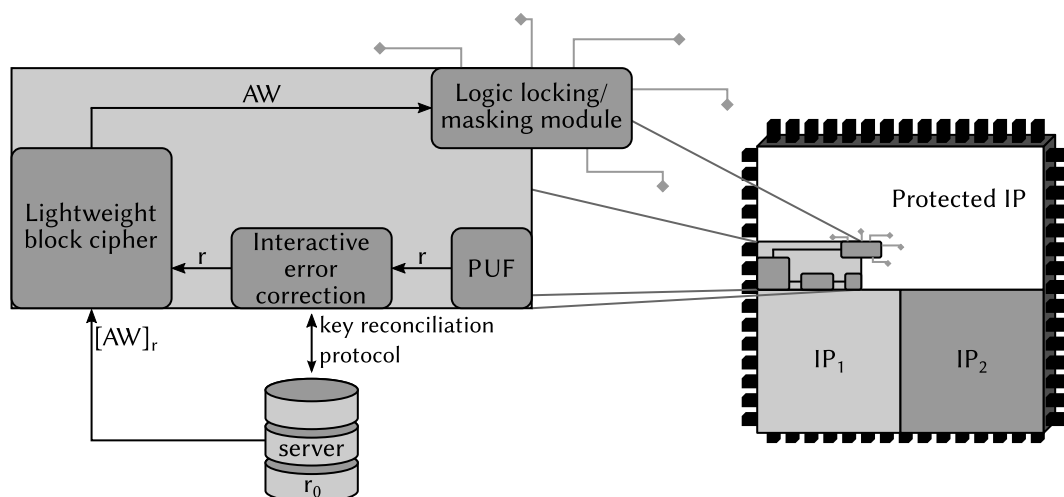 AW
Logic locking/
masking module
Protected IP
Lightweight
block cipher
r
Interactive
error
correction
r
PUF
[AW]r
key reconciliation
protocol
IP1
IP2
server
r0